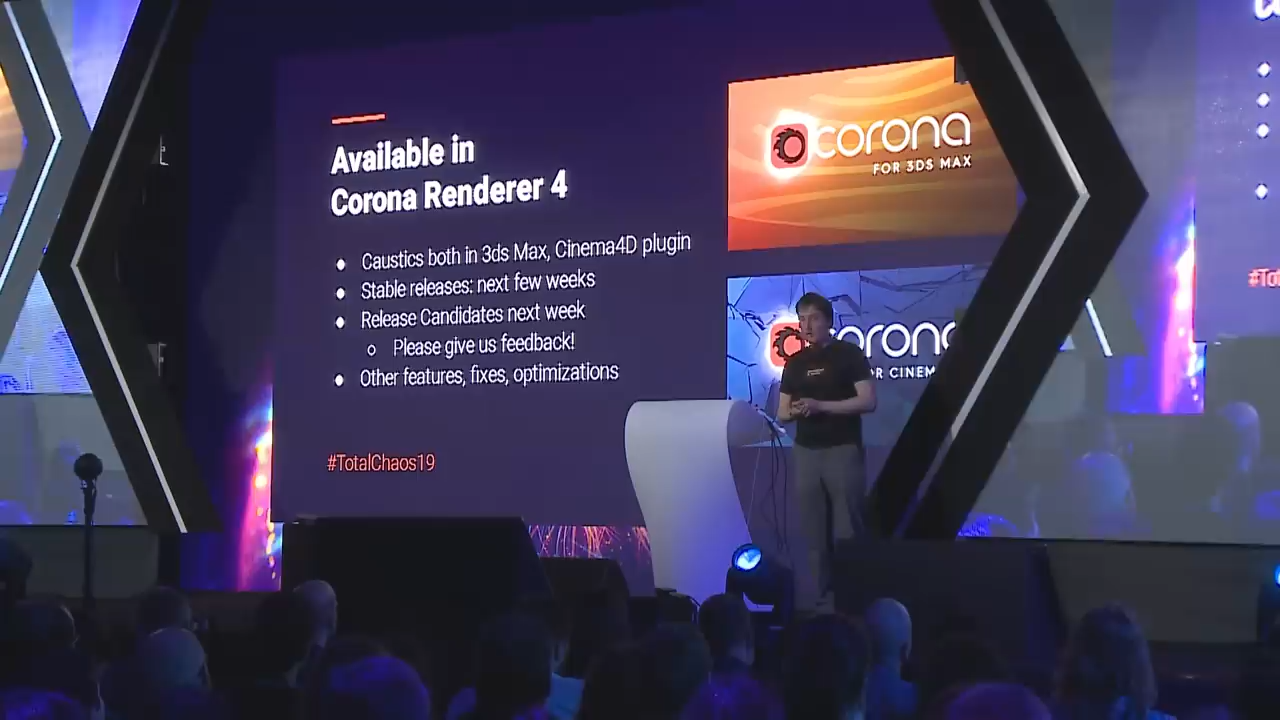 Available in
Corona Renderer 4
● Caustics both in 3ds Max, Cinema4D plugin
● Stable releases: next few weeks
● Release Candidates next week
○ Please give us feedback!
● Other features, fixes, optimizations
#TotalChaos19
corona
FOR 3DS MAX
corona